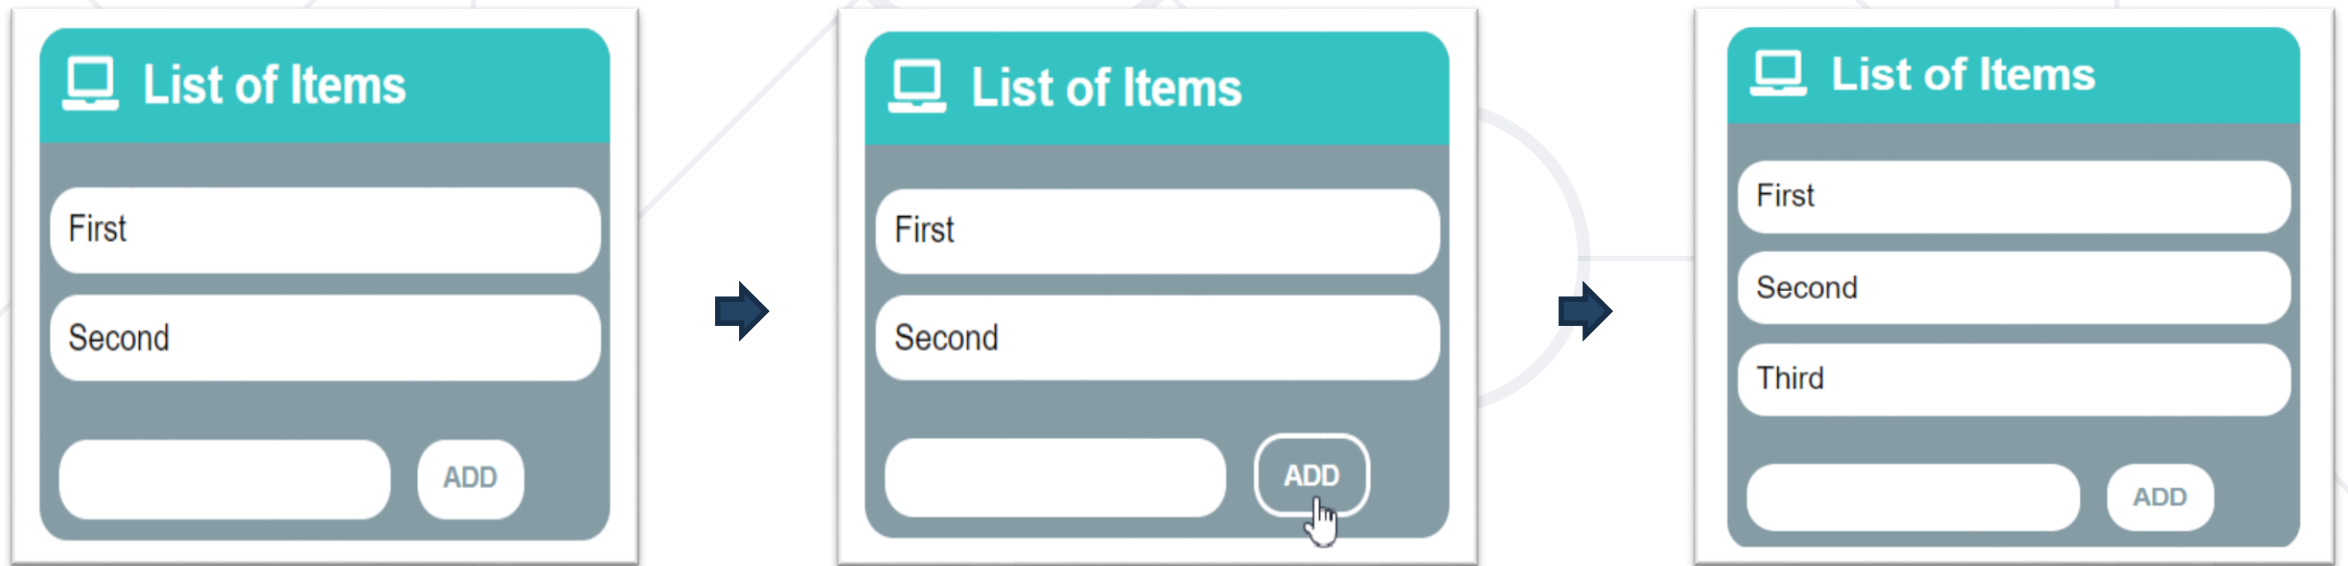 List of Items
First
Second
ADD
List of Items
First
Second
ADD
List of Items
First
Second
Third
ADD